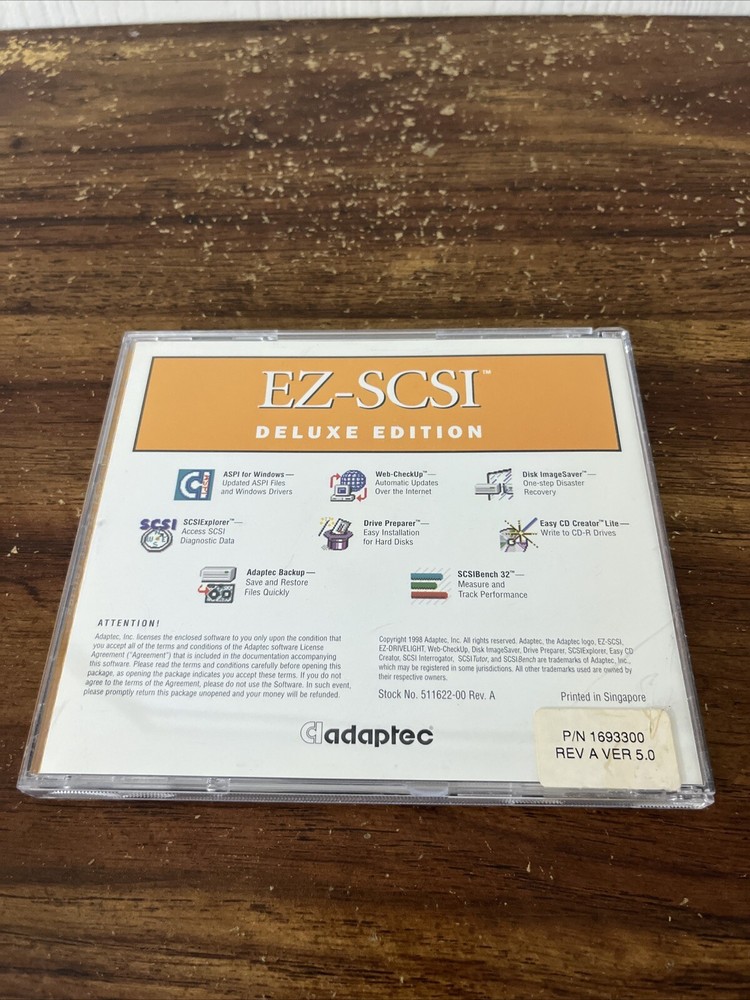 EZ-SCSI™
DELUXE EDITION
ASPI for Windows—
Updated ASPI Files
and Windows Drivers
Web-CheckUp™—
Automatic Updates
Over the Internet
Disk ImageSaver™—
One-step Disaster
Recovery
SCSI
SCSIExplorer™—
Access SCSI
Diagnostic Data
Drive Preparer™—
Easy Installation
for Hard Disks
Easy CD Creator™ Lite—
Write to CD-R Drives
Adaptec Backup—
Save and Restore
Files Quickly
SCSIBench 32™—
Measure and
Track Performance
ATTENTION!
Adaptec, Inc. licenses the enclosed software to you only upon the condition that
you accept all of the terms and conditions of the Adaptec software License
Agreement ("Agreement") that is included in the documentation accompanying
this software. Please read the terms and conditions carefully before opening this
package, as opening the package indicates you accept these terms. If you do not
agree to the terms of the Agreement, please do not use the Software. In such event,
please promptly return this package unopened and your money will be refunded.
Copyright 1998 Adaptec, Inc. All rights reserved. Adaptec, the Adaptec logo, EZ-SCSI,
EZ-DRIVELIGHT, Web-CheckUp, Disk ImageSaver, Drive Preparer, SCSIExplorer, Easy CD
Creator, SCSI Interrogator, SCSITutor, and SCSIBench are trademarks of Adaptec, Inc.,
which may be registered in some jurisdictions. All other trademarks used are owned by
their respective owners.
Stock No. 511622-00 Rev. A
Printed in Singapore
adaptec®
P/N 1693300
REV A VER 5.0